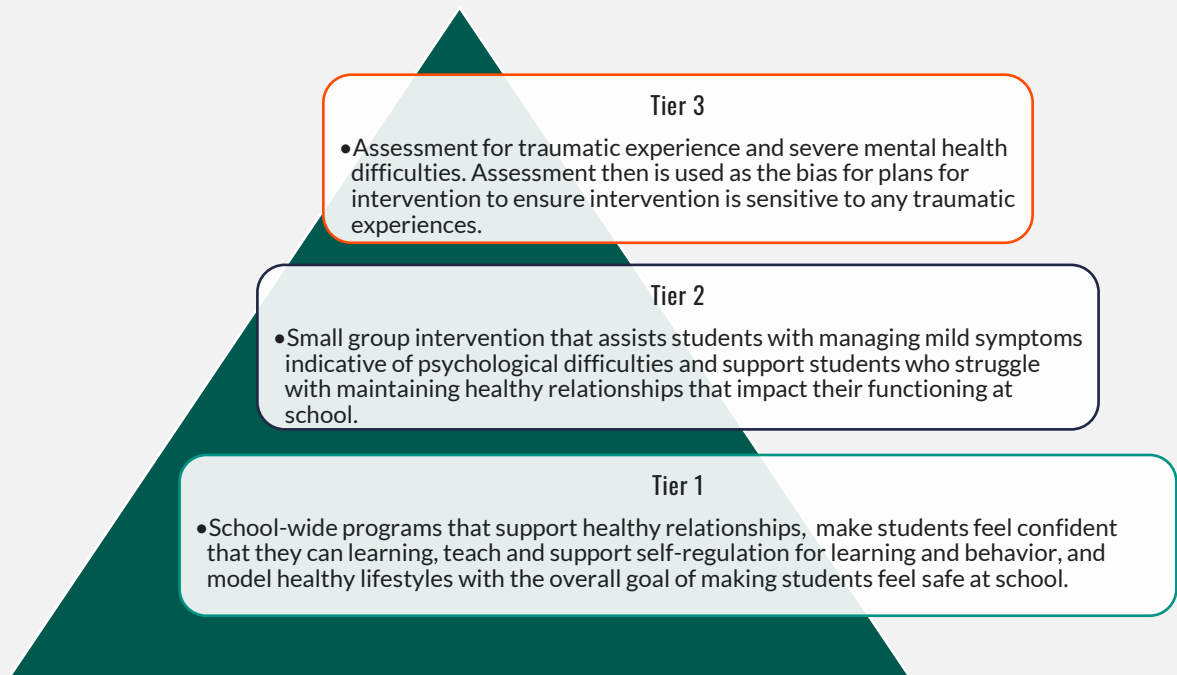 Tier 3
•Assessment for traumatic experience and severe mental health
difficulties. Assessment then is used as the bias for plans for
intervention to ensure intervention is sensitive to any traumatic
experiences.
Tier 2
•Small group intervention that assists students with managing mild symptoms
indicative of psychological difficulties and support students who struggle
with maintaining healthy relationships that impact their functioning at
school.
Tier 1
•School-wide programs that support healthy relationships, make students feel confident
that they can learning, teach and support self-regulation for learning and behavior, and
model healthy lifestyles with the overall goal of making students feel safe at school.